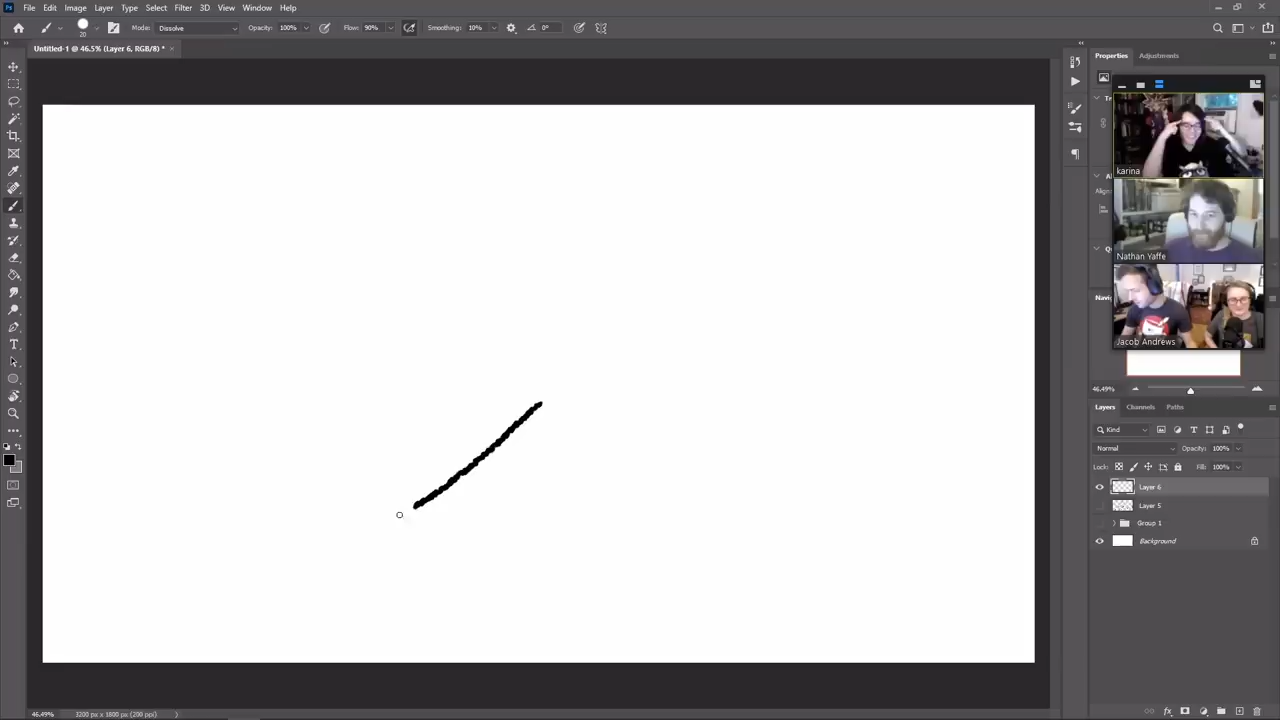 File Edit Image Layer Type Select Filter 3D View Window Help
20 Mode: Dissolve Opacity: 100% Flow: 90% Smoothing: 10% 0°
Untitled-1 @ 46.5% (Layer 6, RGB/8) *
Properties Adjustments
karina
Nathan Yaffe
Jacob Andrews
46.49%
Layers Channels Paths
Kind
Normal Opacity: 100%
Lock: Fill: 100%
Layer 6
Layer 5
Group 1
Background
46.49% 3200 px x 1800 px (200 ppi)